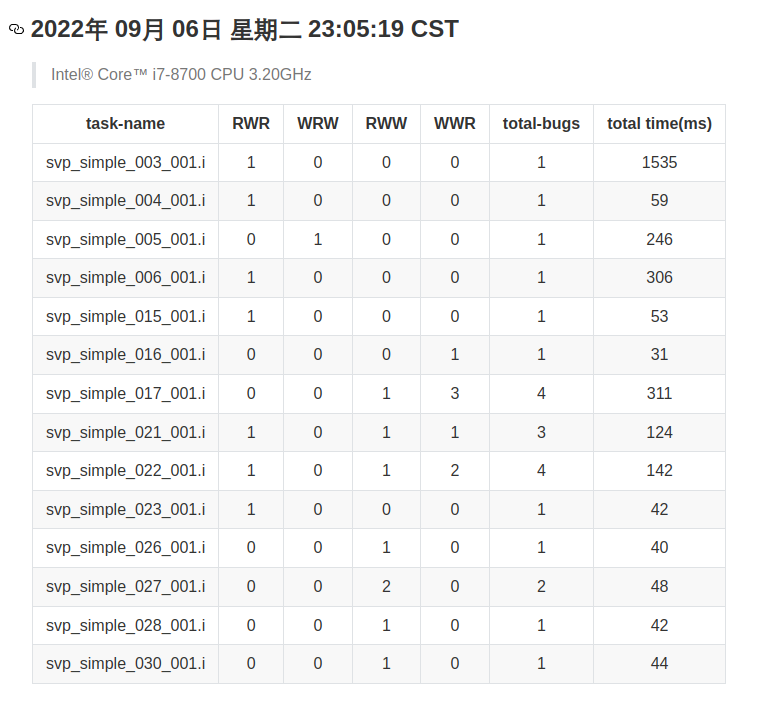 2022年 09月 06日 星期二 23:05:19 CST
Intel® Core™ i7-8700 CPU 3.20GHz
task-name RWR WRW RWW WWR total-bugs total time(ms)
svp_simple_003_001.i 1 0 0 0 1 1535
svp_simple_004_001.i 1 0 0 0 1 59
svp_simple_005_001.i 0 1 0 0 1 246
svp_simple_006_001.i 1 0 0 0 1 306
svp_simple_015_001.i 1 0 0 0 1 53
svp_simple_016_001.i 0 0 0 1 1 31
svp_simple_017_001.i 0 0 1 3 4 311
svp_simple_021_001.i 1 0 1 1 3 124
svp_simple_022_001.i 1 0 1 2 4 142
svp_simple_023_001.i 1 0 0 0 1 42
svp_simple_026_001.i 0 0 1 0 1 40
svp_simple_027_001.i 0 0 2 0 2 48
svp_simple_028_001.i 0 0 1 0 1 42
svp_simple_030_001.i 0 0 1 0 1 44